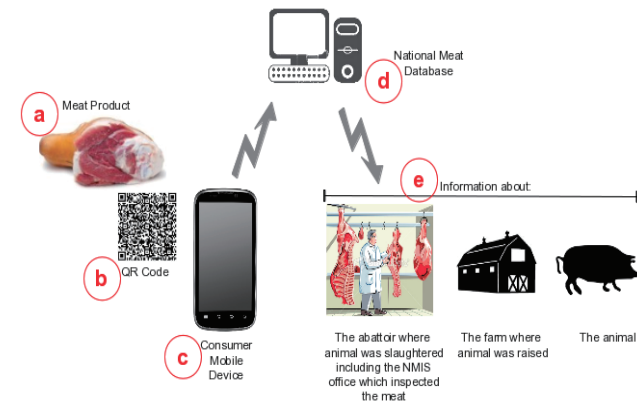 National Meat
Database
d
a
Meat Product
e
Information about:
b
QR Code
c
Consumer
Mobile
Device
The abattoir where
animal was slaughtered
including the NMIS
office which inspected
the meat
The farm where
animal was raised
The animal